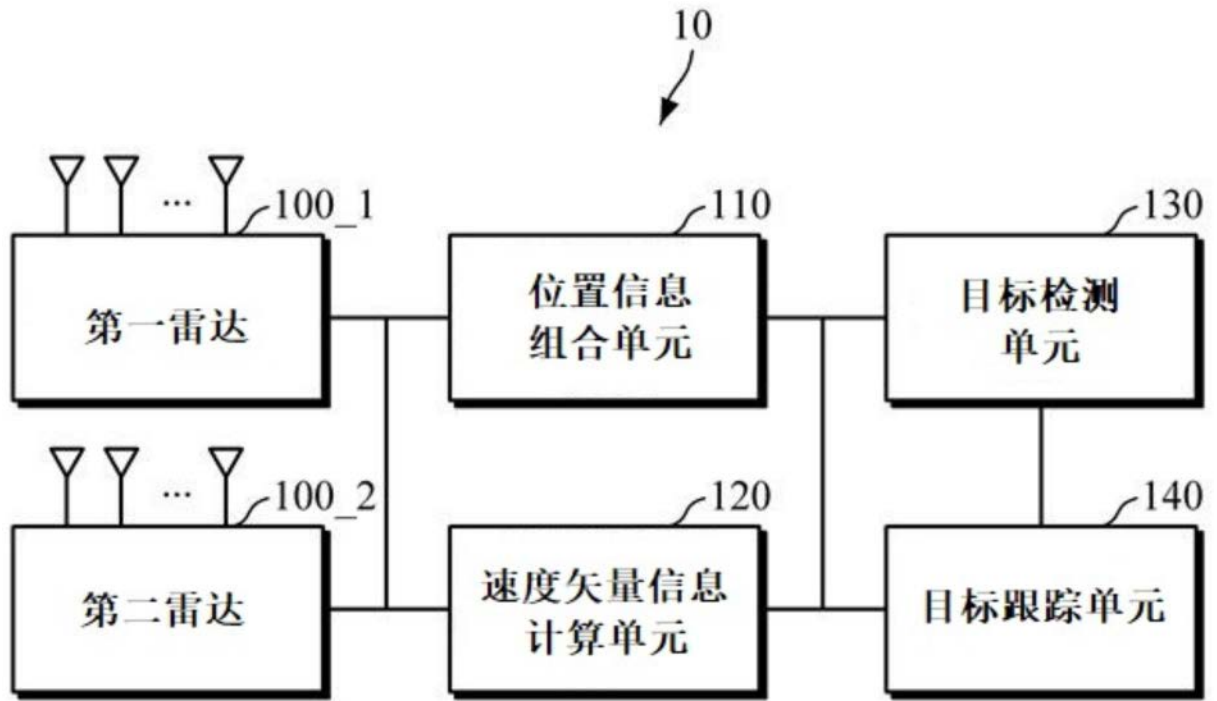 10
...
100_1
110
130
第一雷达
位置信息
组合单元
目标检测
单元
...
100_2
120
140
第二雷达
速度矢量信息
计算单元
目标跟踪单元